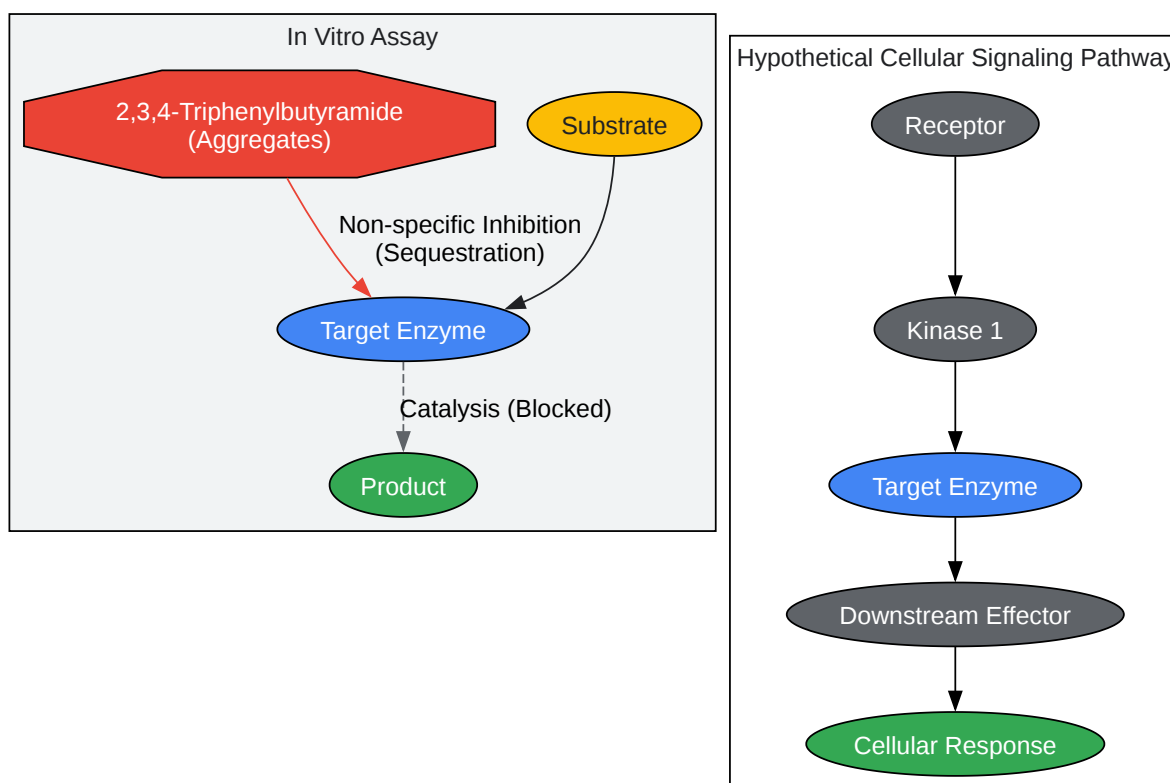 In Vitro Assay
2,3,4-Triphenylbutyramide
(Aggregates)
Substrate
Non-specific Inhibition
(Sequestration)
Target Enzyme
Catalysis (Blocked)
Product
Hypothetical Cellular Signaling Pathway
Receptor
Kinase 1
Target Enzyme
Downstream Effector
Cellular Response